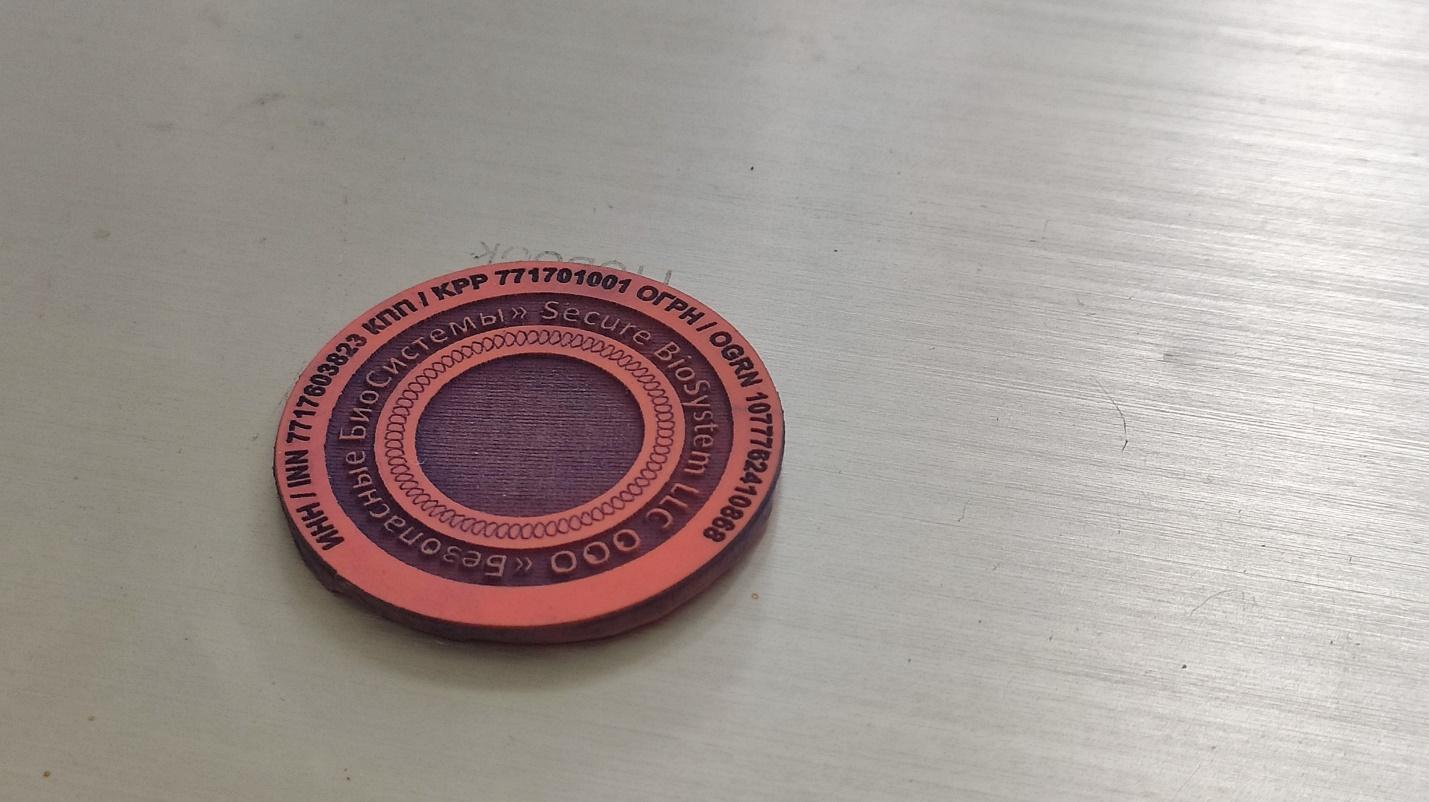 ИНН / INN 7717603823 КПП / KPP 771701001 ОГРН / OGRN 1077762410868
ООО «Безопасные БиоСистемы» Secure BioSystem LLC